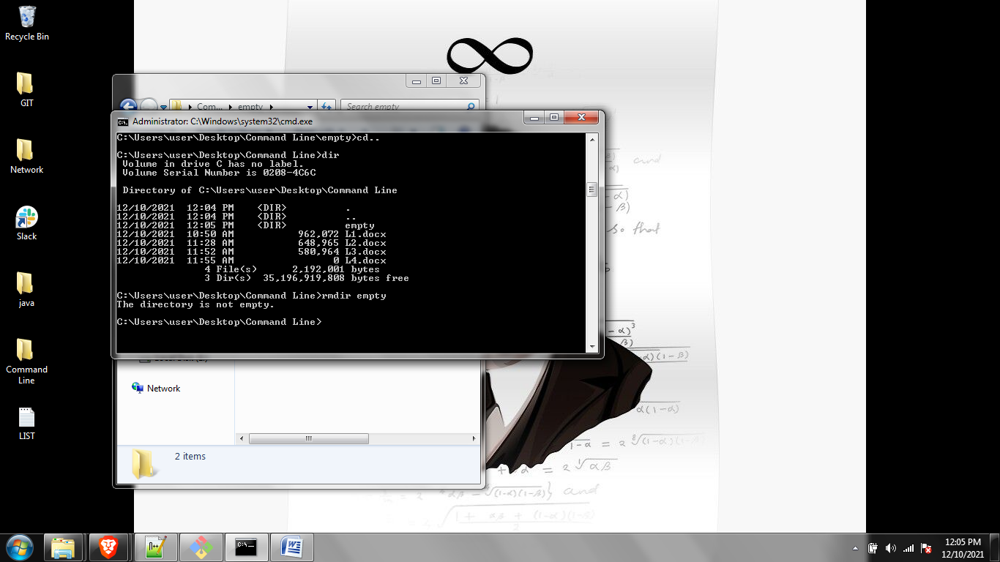 Recycle Bin
GIT
Network
Slack
java
Command
Line
LIST
Com... empty
Search empty
Administrator: C:\Windows\system32\cmd.exe
C:\Users\user\Desktop\Command Line\empty>cd..
C:\Users\user\Desktop\Command Line>dir
Volume in drive C has no label.
Volume Serial Number is 0208-4C6C
Directory of C:\Users\user\Desktop\Command Line
12/10/2021 12:04 PM <DIR> .
12/10/2021 12:04 PM <DIR> ..
12/10/2021 12:05 PM <DIR> empty
12/10/2021 10:50 AM 962,072 L1.docx
12/10/2021 11:28 AM 648,965 L2.docx
12/10/2021 11:52 AM 580,964 L3.docx
12/10/2021 11:55 AM 0 L4.docx
4 File(s) 2,192,001 bytes
3 Dir(s) 35,196,919,808 bytes free
C:\Users\user\Desktop\Command Line>rmdir empty
The directory is not empty.
C:\Users\user\Desktop\Command Line>
Network
2 items
and
so that
and
12:05 PM
12/10/2021